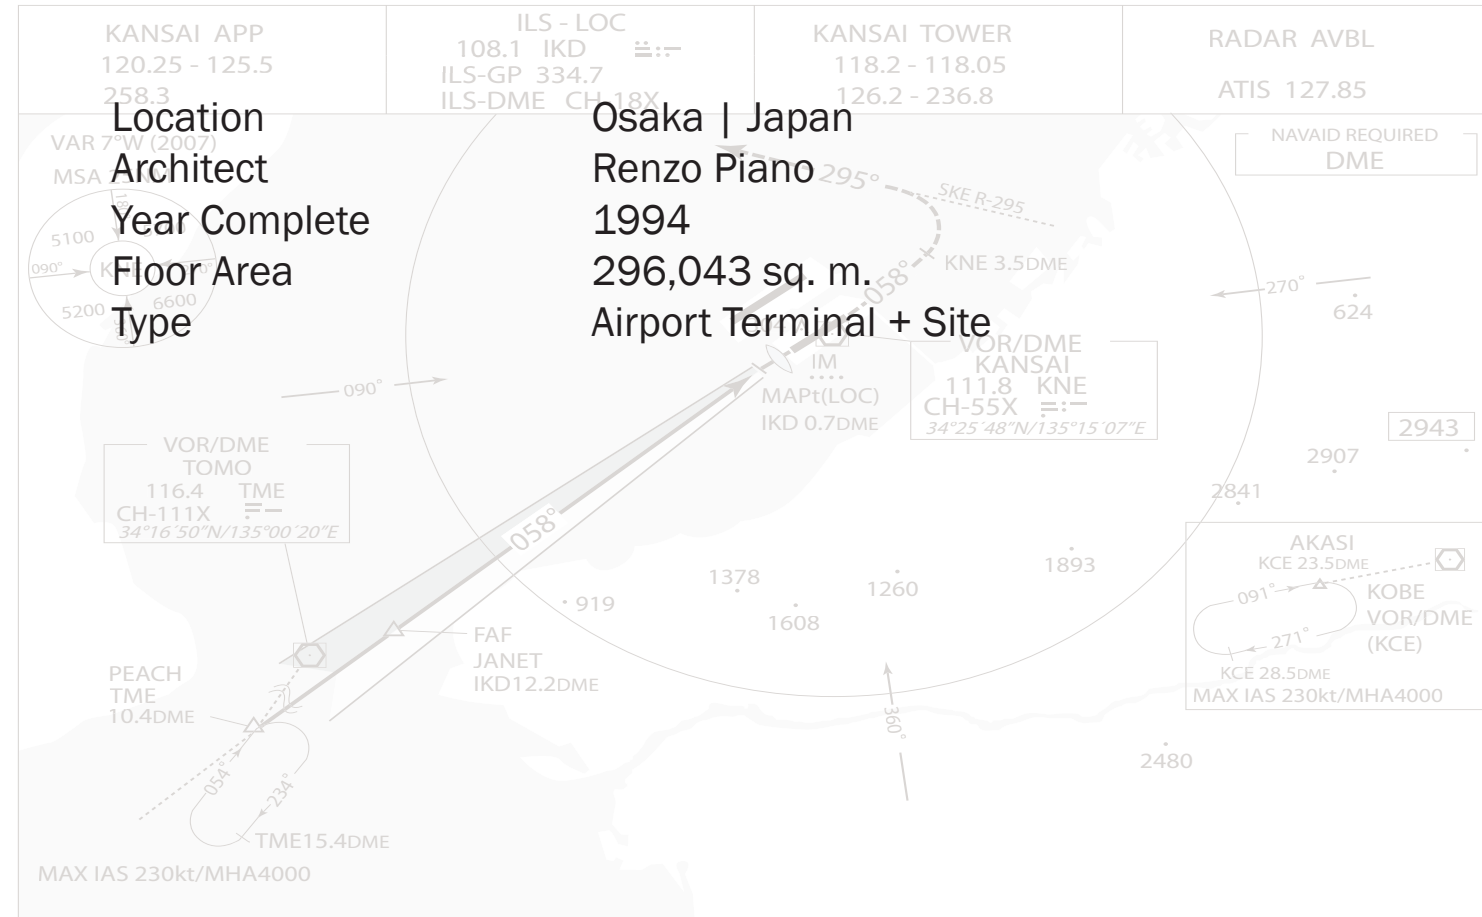 KANSAI APP
120.25 - 125.5
258.3
ILS - LOC
108.1 IKD
ILS-GP 334.7
ILS-DME CH-18X
KANSAI TOWER
118.2 - 118.05
126.2 - 236.8
RADAR AVBL
ATIS 127.85
Location Osaka | Japan
Architect Renzo Piano
Year Complete 1994
Floor Area 296,043 sq. m.
Type Airport Terminal + Site
VAR 7°W (2007)
MSA
5100
090°
KNE
5200
6600
NAVAID REQUIRED
DME
295°
SKE R-295
KNE 3.5DME
058°
270°
624
VOR/DME
KANSAI
111.8 KNE
CH-55X
34°25´48”N/135°15´07”E
IM
MAPt(LOC)
IKD 0.7DME
090°
VOR/DME
TOMO
116.4 TME
CH-111X
34°16´50”N/135°00´20”E
2943
2907
2841
058°
1893
1378
1260
919
1608
AKASI
KCE 23.5DME
091°
KOBE
VOR/DME
(KCE)
271°
KCE 28.5DME
MAX IAS 230kt/MHA4000
FAF
JANET
IKD12.2DME
PEACH
TME
10.4DME
360°
2480
054°
234°
TME15.4DME
MAX IAS 230kt/MHA4000